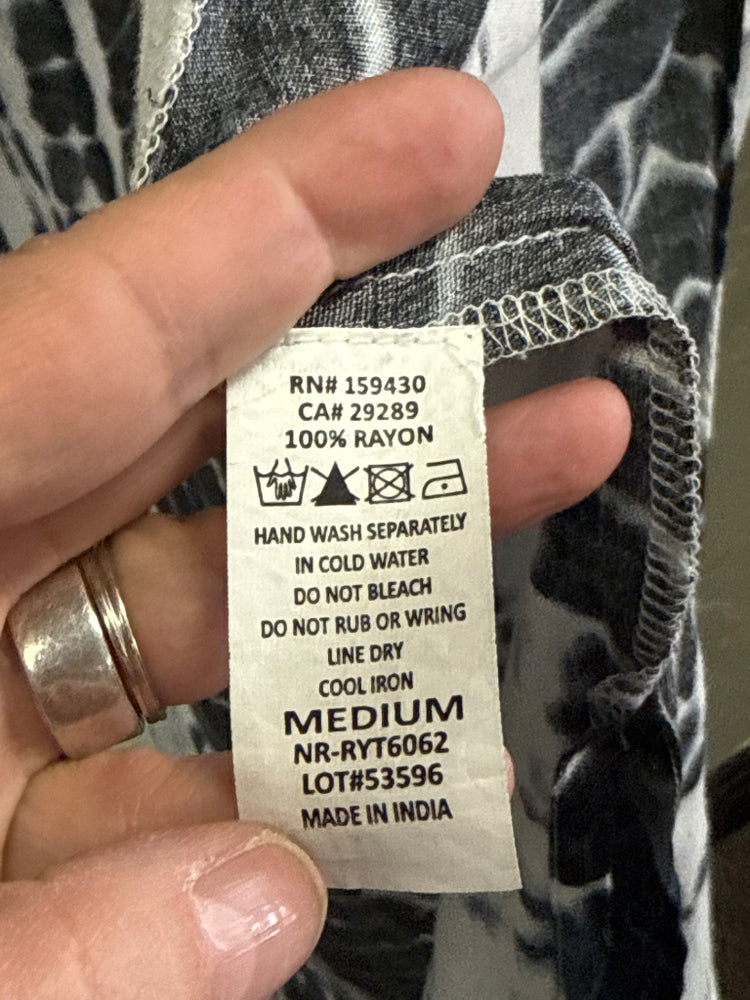 RN# 159430
CA# 29289
100% RAYON
HAND WASH SEPARATELY
IN COLD WATER
DO NOT BLEACH
DO NOT RUB OR WRING
LINE DRY
COOL IRON
MEDIUM
NR-RYT6062
LOT#53596
MADE IN INDIA